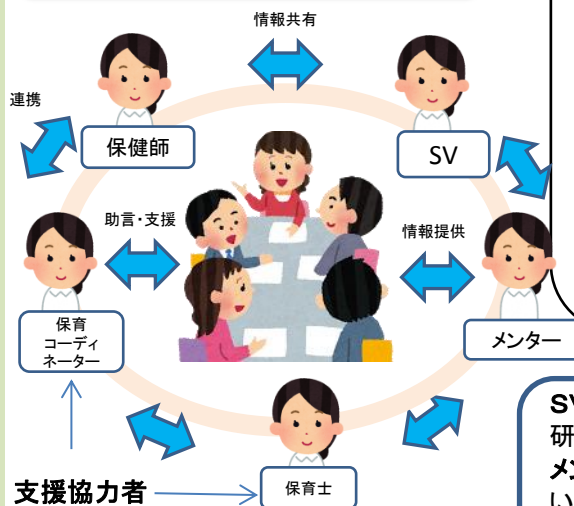 情報共有
連携
保健師
SV
助言・支援
情報提供
保育
コーディ
ネーター
メンター
保育士
支援協力者
SV
研
メン
い